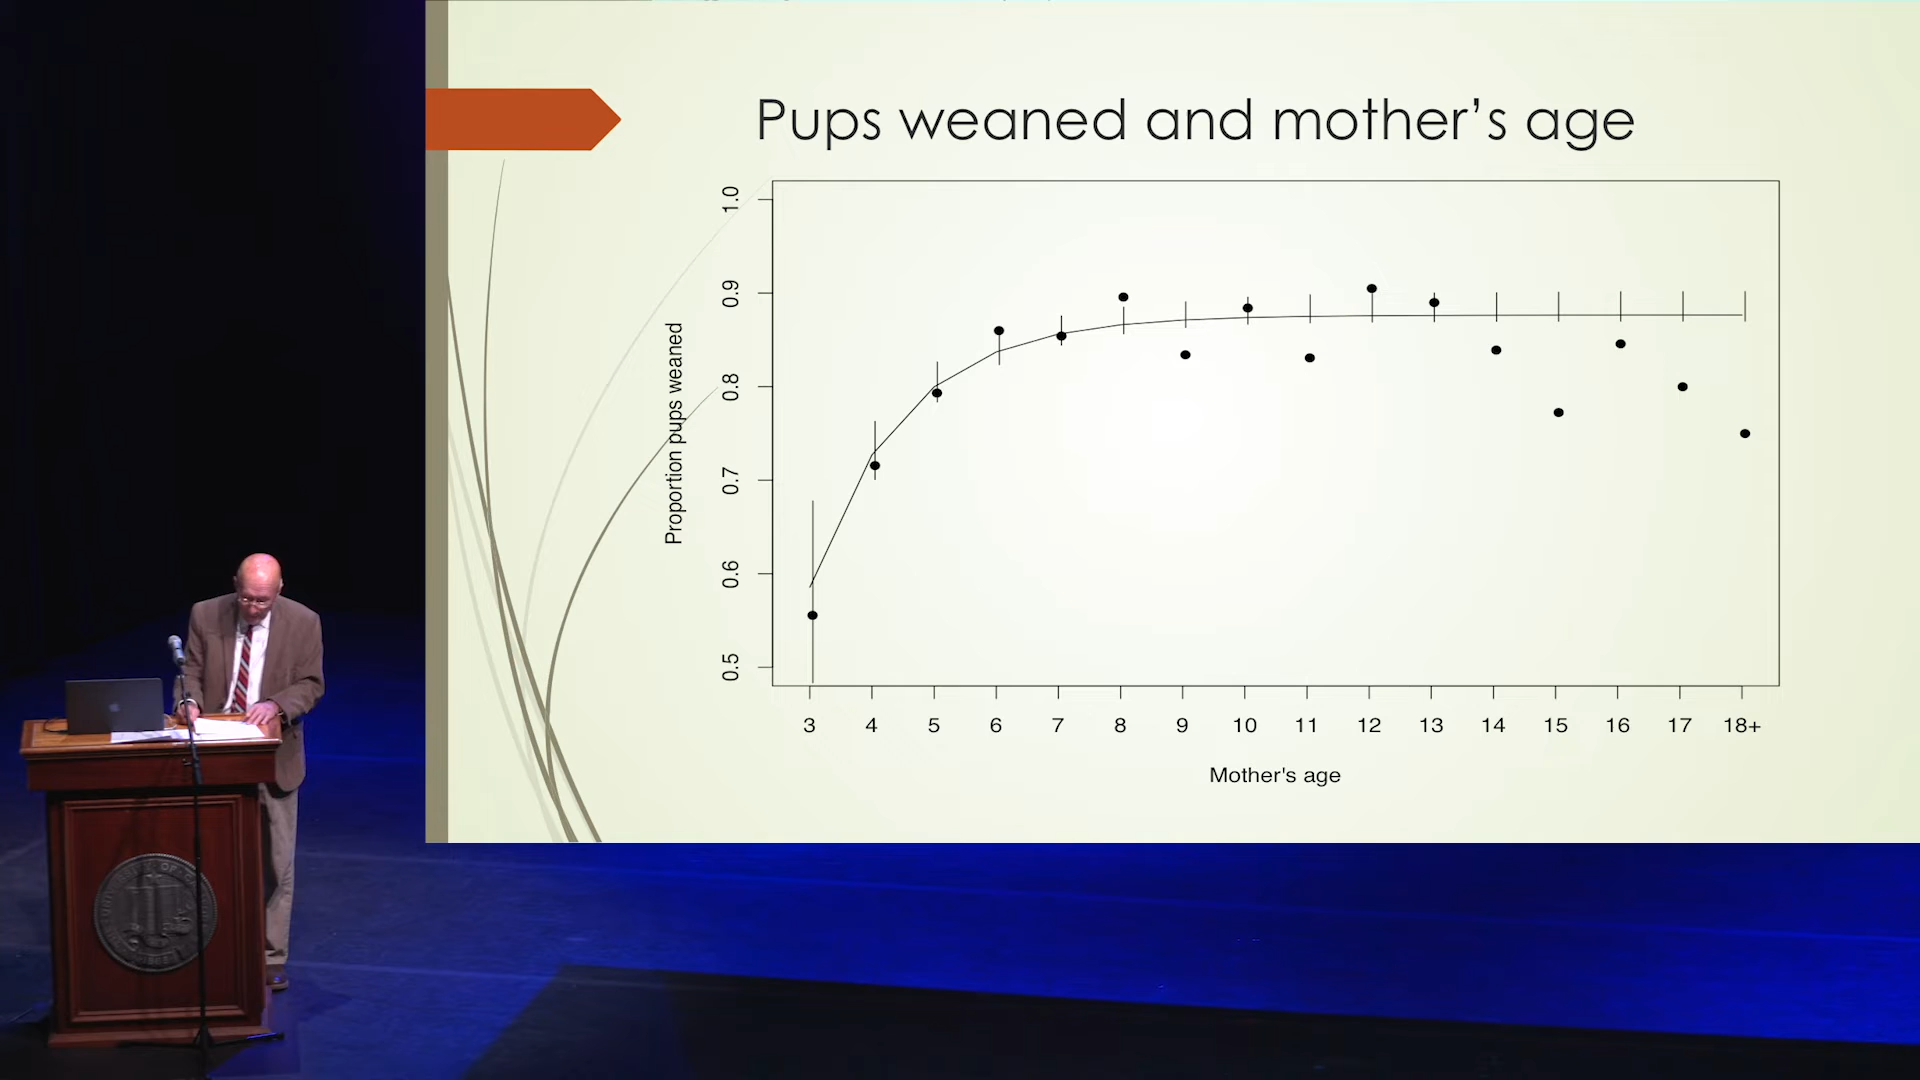 Pups weaned and mother's age
1.0
0.9
0.8
0.7
0.6
0.5
Proportion pups weaned
3 4 5 6 7 8 9 10 11 12 13 14 15 16 17 18+
Mother's age